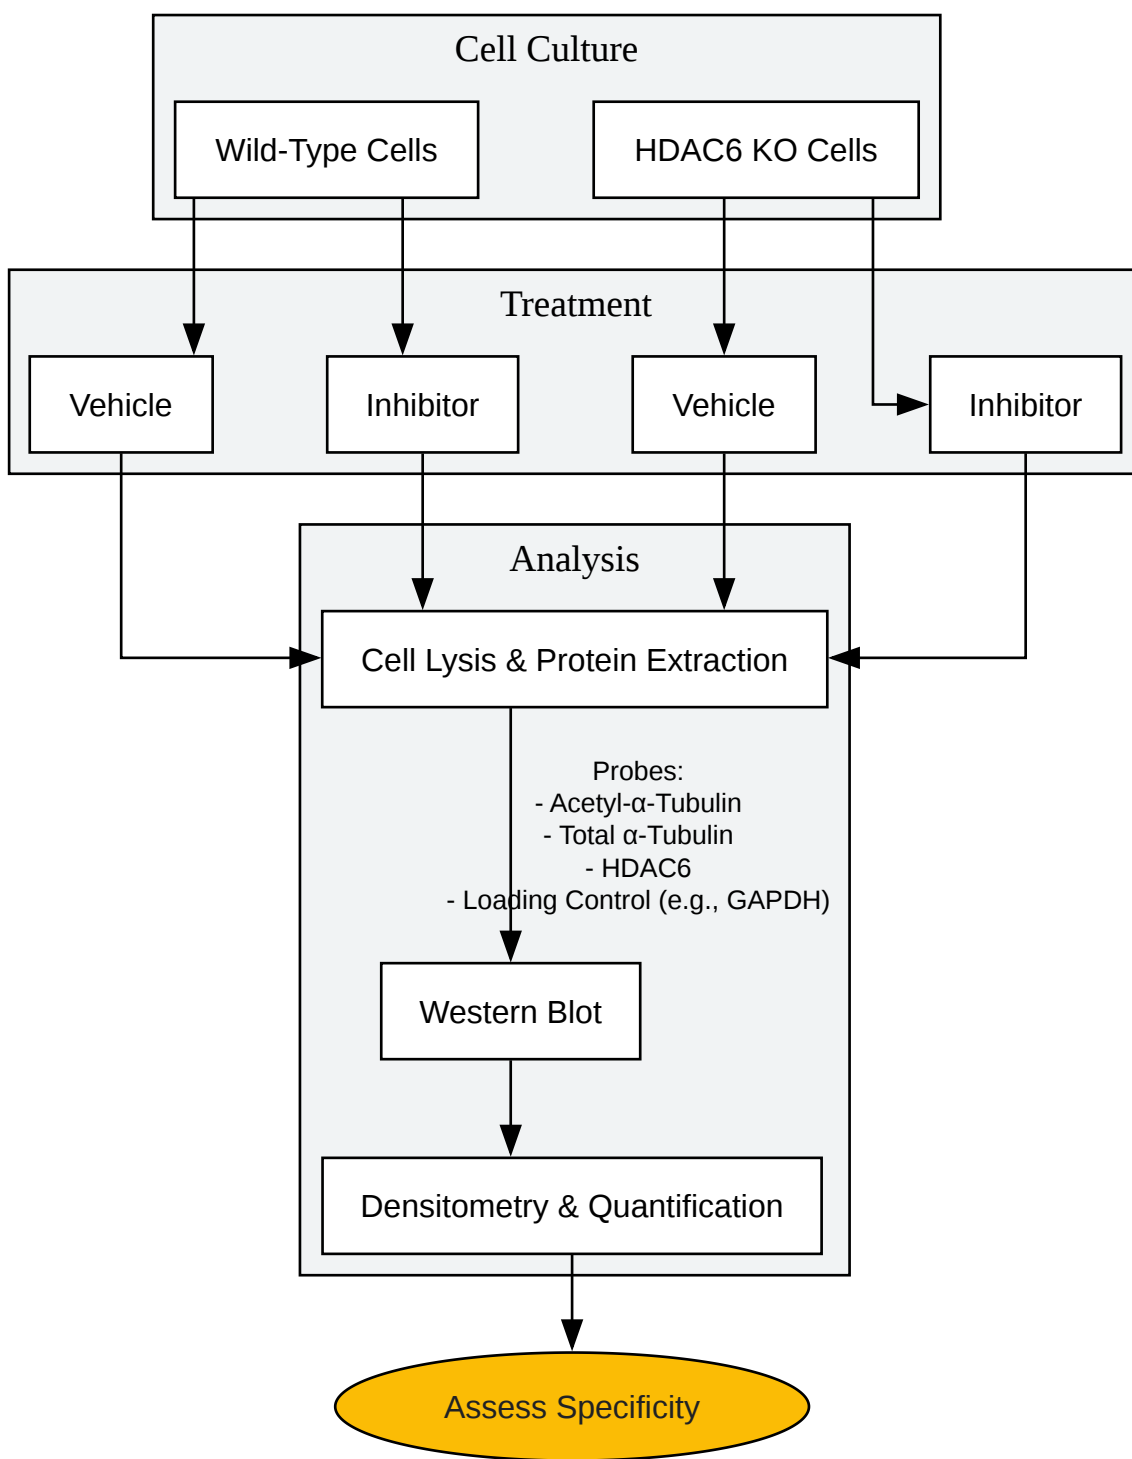 Cell Culture
Wild-Type Cells
HDAC6 KO Cells
Treatment
Vehicle
Inhibitor
Vehicle
Inhibitor
Analysis
Cell Lysis & Protein Extraction
Probes:
- Acetyl-α-Tubulin
- Total α-Tubulin
- HDAC6
- Loading Control (e.g., GAPDH)
Western Blot
Densitometry & Quantification
Assess Specificity